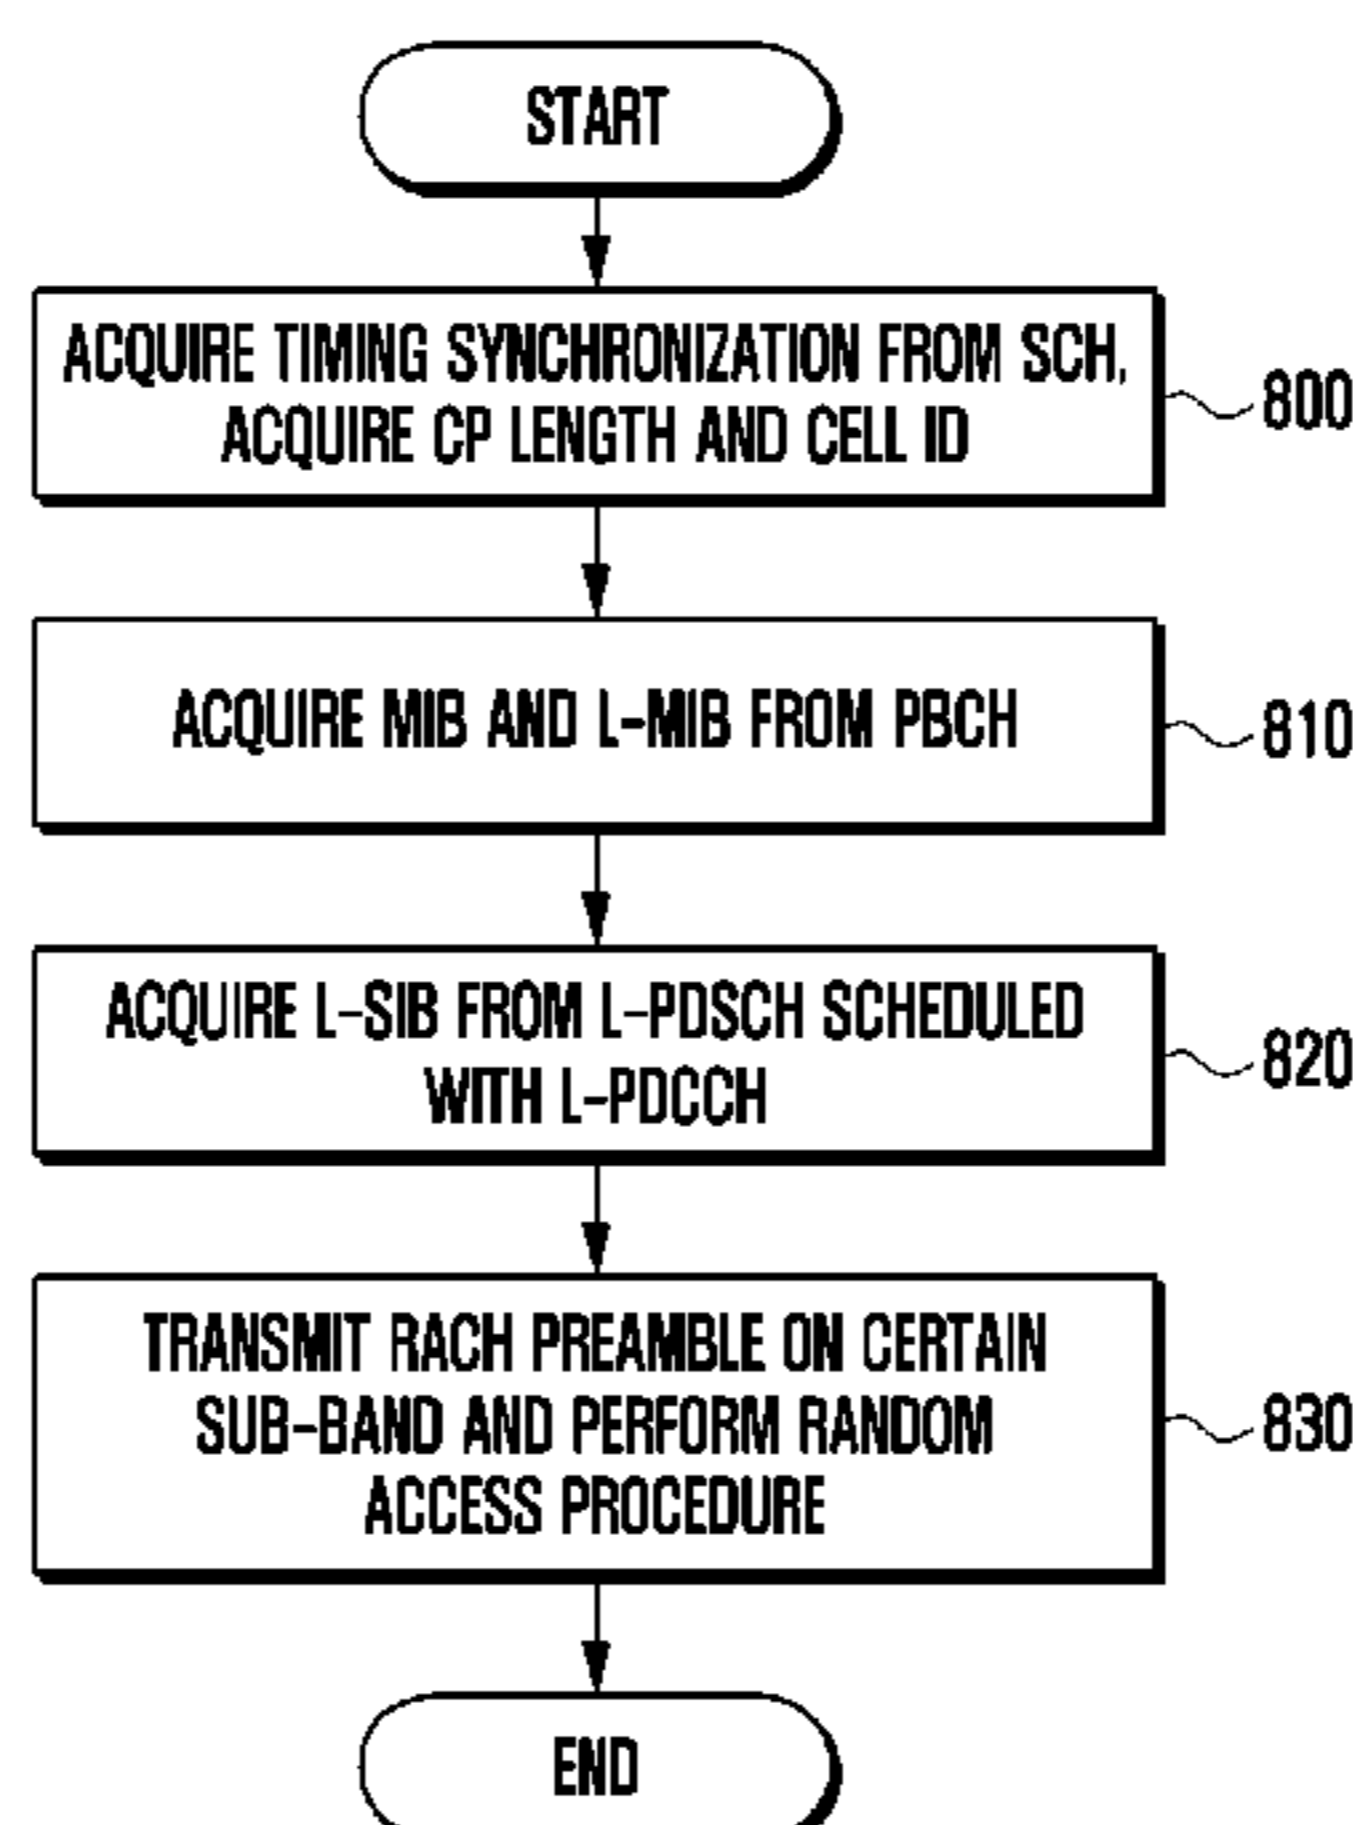 START
ACQUIRE TIMING SYNCHRONIZATION FROM SCH,
ACQUIRE CP LENGTH AND CELL ID
800
ACQUIRE MIB AND L-MIB FROM PBCH
810
ACQUIRE L-SIB FROM L-PDSCH SCHEDULED
WITH L-PDCCH
820
TRANSMIT RACH PREAMBLE ON CERTAIN
SUB-BAND AND PERFORM RANDOM
ACCESS PROCEDURE
830
END